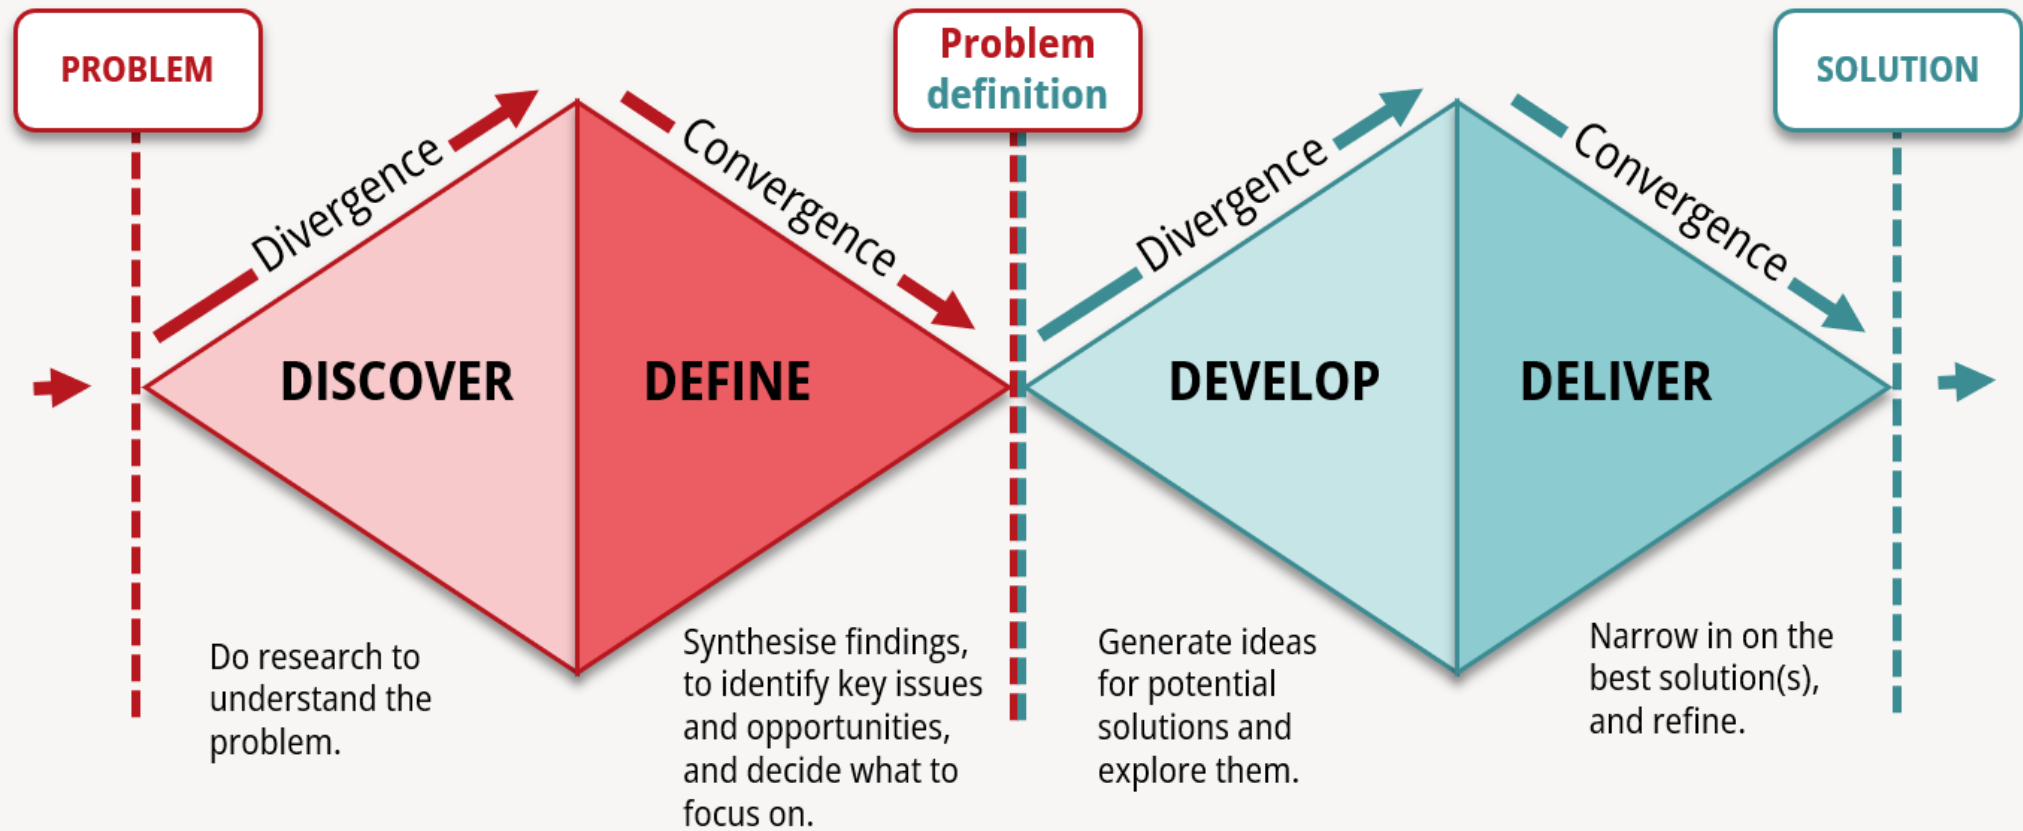 PROBLEM
Problem
definition
SOLUTION
Divergence
Convergence
Divergence
Convergence
DISCOVER
DEFINE
DEVELOP
DELIVER
Do research to
understand the
problem.
Synthesise findings,
to identify key issues
and opportunities,
and decide what to
focus on.
Generate ideas
for potential
solutions and
explore them.
Narrow in on the
best solution(s),
and refine.